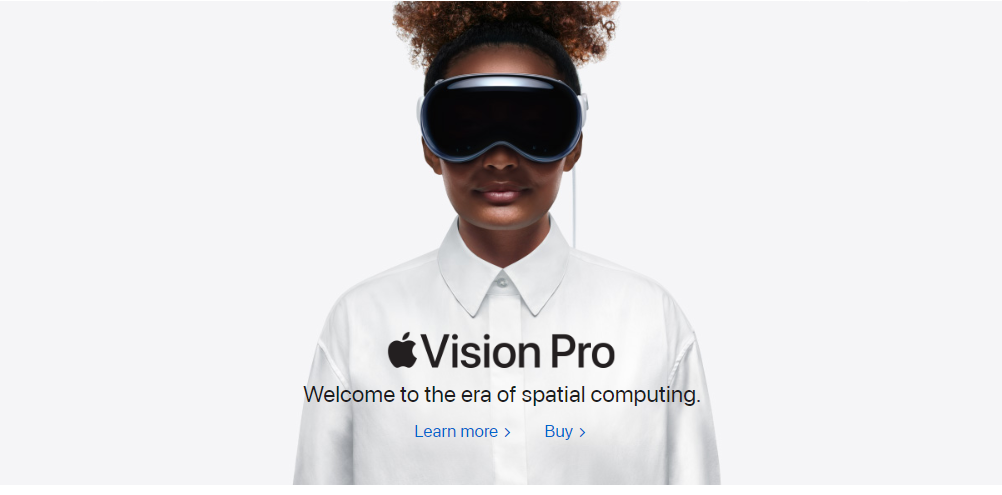 Vision Pro
Welcome to the era of spatial computing.
Learn more >
Buy >